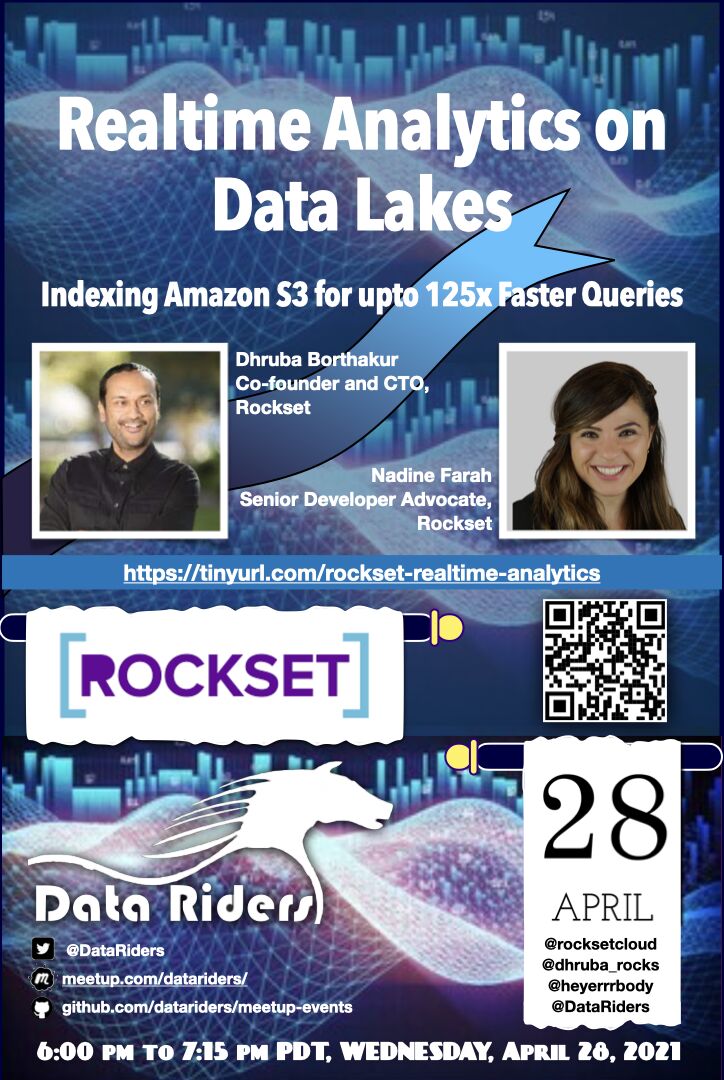 Realtime Analytics on
Data Lakes
Indexing Amazon S3 for upto 125x Faster Queries
Dhruba Borthakur
Co-founder and CTO,
Rockset
Nadine Farah
Senior Developer Advocate,
Rockset
https://tinyurl.com/rockset-realtime-analytics
[ROCKSET]
28
APRIL
@rocksetcloud
@dhruba_rocks
@heyerrrbody
@DataRiders
Data Riders
@DataRiders
meetup.com/datariders/
github.com/datariders/meetup-events
6:00 PM TO 7:15 PM PDT, WEDNESDAY, APRIL 28, 2021